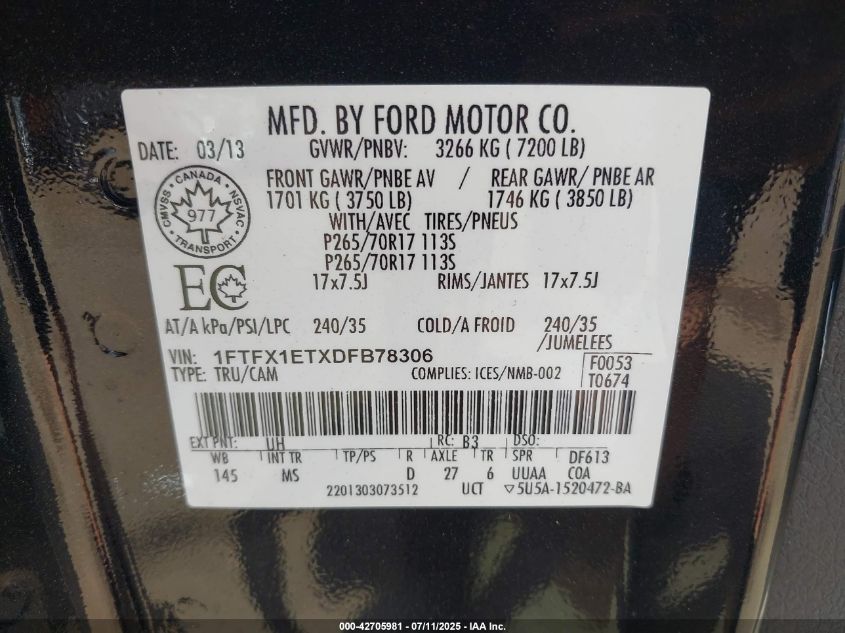 MFD. BY FORD MOTOR CO.
DATE: 03/13 GVWR/PNBV: 3266 KG ( 7200 LB)
FRONT GAWR/PNBE AV / REAR GAWR/ PNBE AR
1701 KG ( 3750 LB) 1746 KG ( 3850 LB)
WITH/AVEC TIRES/PNEUS
P265/70R17 113S
P265/70R17 113S
17x7.5J RIMS/JANTES 17x7.5J
CMVSS - CANADA - NSVAC
977
TRANSPORT
EC
AT/A kPa/PSI/LPC 240/35 COLD/A FROID 240/35
/JUMELEES
VIN: 1FTFX1ETXDFB78306
TYPE: TRU/CAM COMPLIES: ICES/NMB-002
F0053
T0674
EXT PNT: UH RC: B3 DSO:
WB INT TR TP/PS R AXLE TR SPR DF613
145 MS D 27 6 UUAA COA
2201303073512 UCT ▽5U5A-1520472-BA
000-42705981 / 07/11/2025 - IAA Inc.